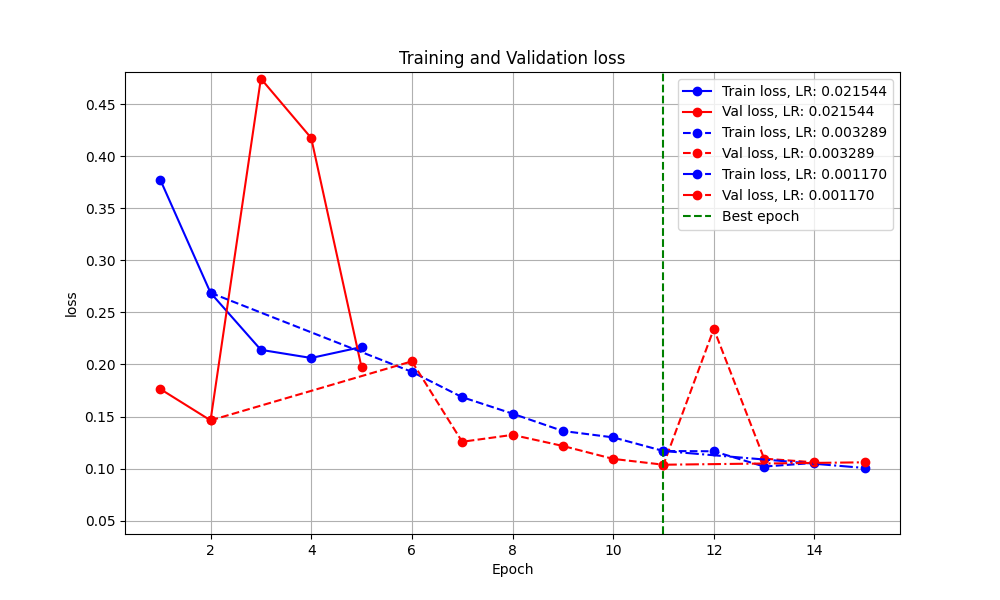 Training and Validation loss
Train loss, LR: 0.021544
Val loss, LR: 0.021544
Train loss, LR: 0.003289
Val loss, LR: 0.003289
Train loss, LR: 0.001170
Val loss, LR: 0.001170
Best epoch
0.45
0.40
0.35
0.30
0.25
0.20
0.15
0.10
0.05
loss
2 4 6 8 10 12 14
Epoch